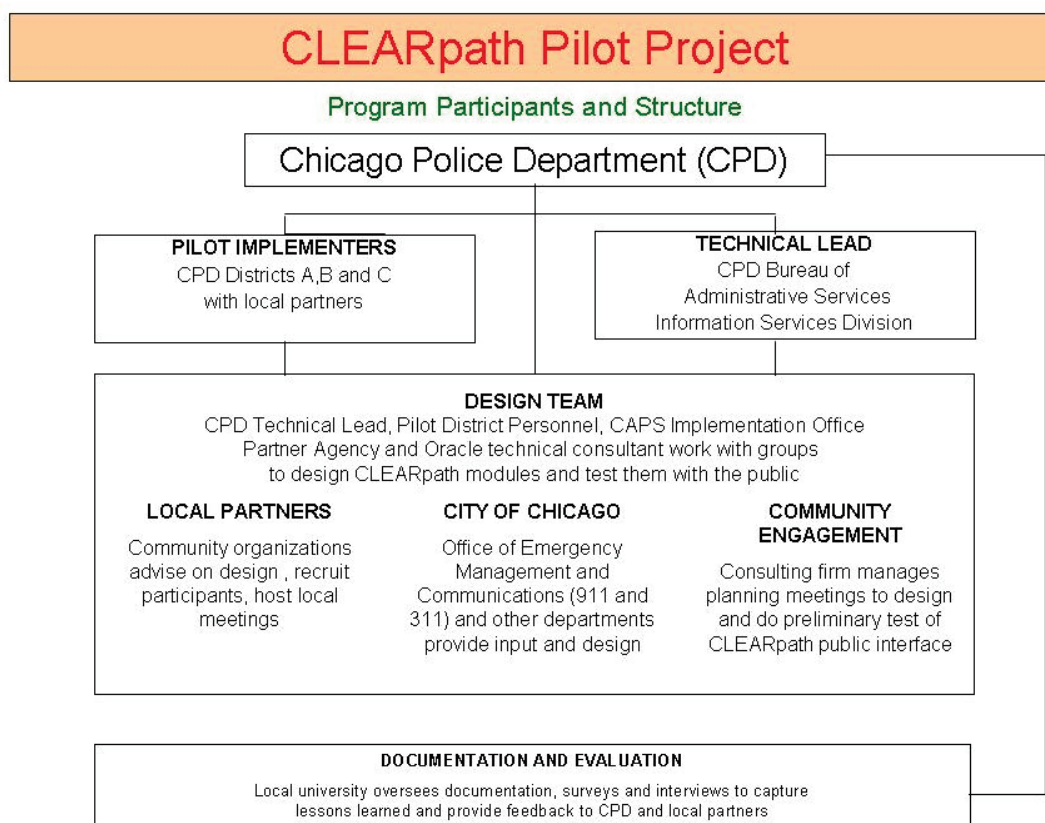 CLEARpath Pilot Project
Program Participants and Structure
Chicago Police Department (CPD)
PILOT IMPLEMENTERS
CPD Districts A,B and C
with local partners
TECHNICAL LEAD
CPD Bureau of
Administrative Services
Information Services Division
DESIGN TEAM
CPD Technical Lead, Pilot District Personnel, CAPS Implementation Office
Partner Agency and Oracle technical consultant work with groups
to design CLEARpath modules and test them with the public
LOCAL PARTNERS
Community organizations
advise on design , recruit
participants, host local
meetings
CITY OF CHICAGO
Office of Emergency
Management and
Communications (911 and
311) and other departments
provide input and design
COMMUNITY
ENGAGEMENT
Consulting firm manages
planning meetings to design
and do preliminary test of
CLEARpath public interface
DOCUMENTATION AND EVALUATION
Local university oversees documentation, surveys and interviews to capture
lessons learned and provide feedback to CPD and local partners